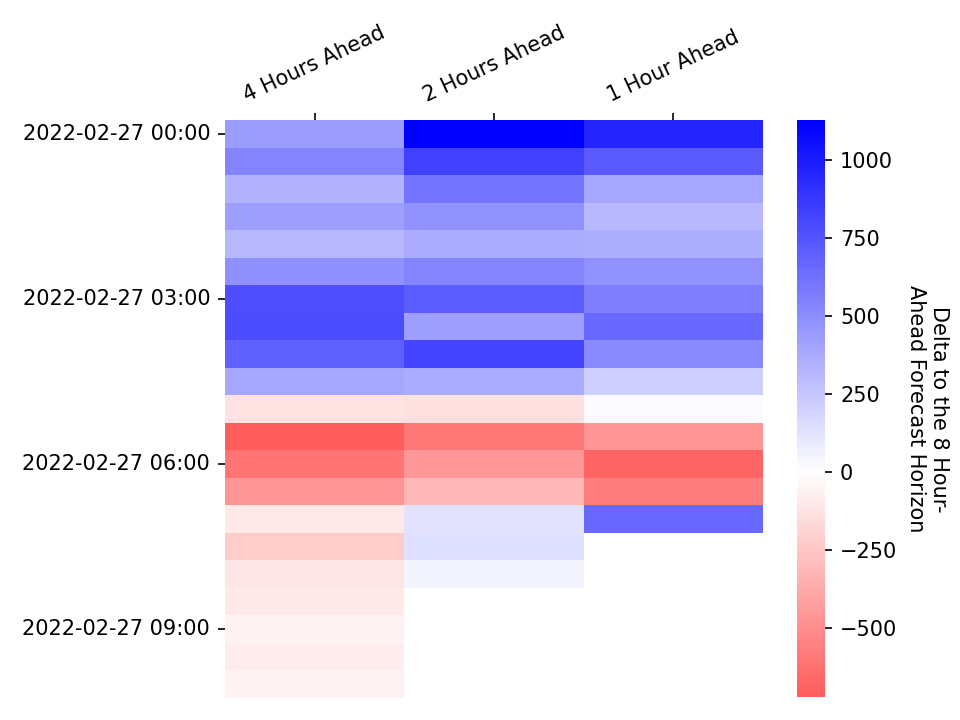 4 Hours Ahead
2 Hours Ahead
1 Hour Ahead
2022-02-27 00:00
2022-02-27 03:00
2022-02-27 06:00
2022-02-27 09:00
1000
750
500
250
0
−250
−500
Delta to the 8 Hour-
Ahead Forecast Horizon